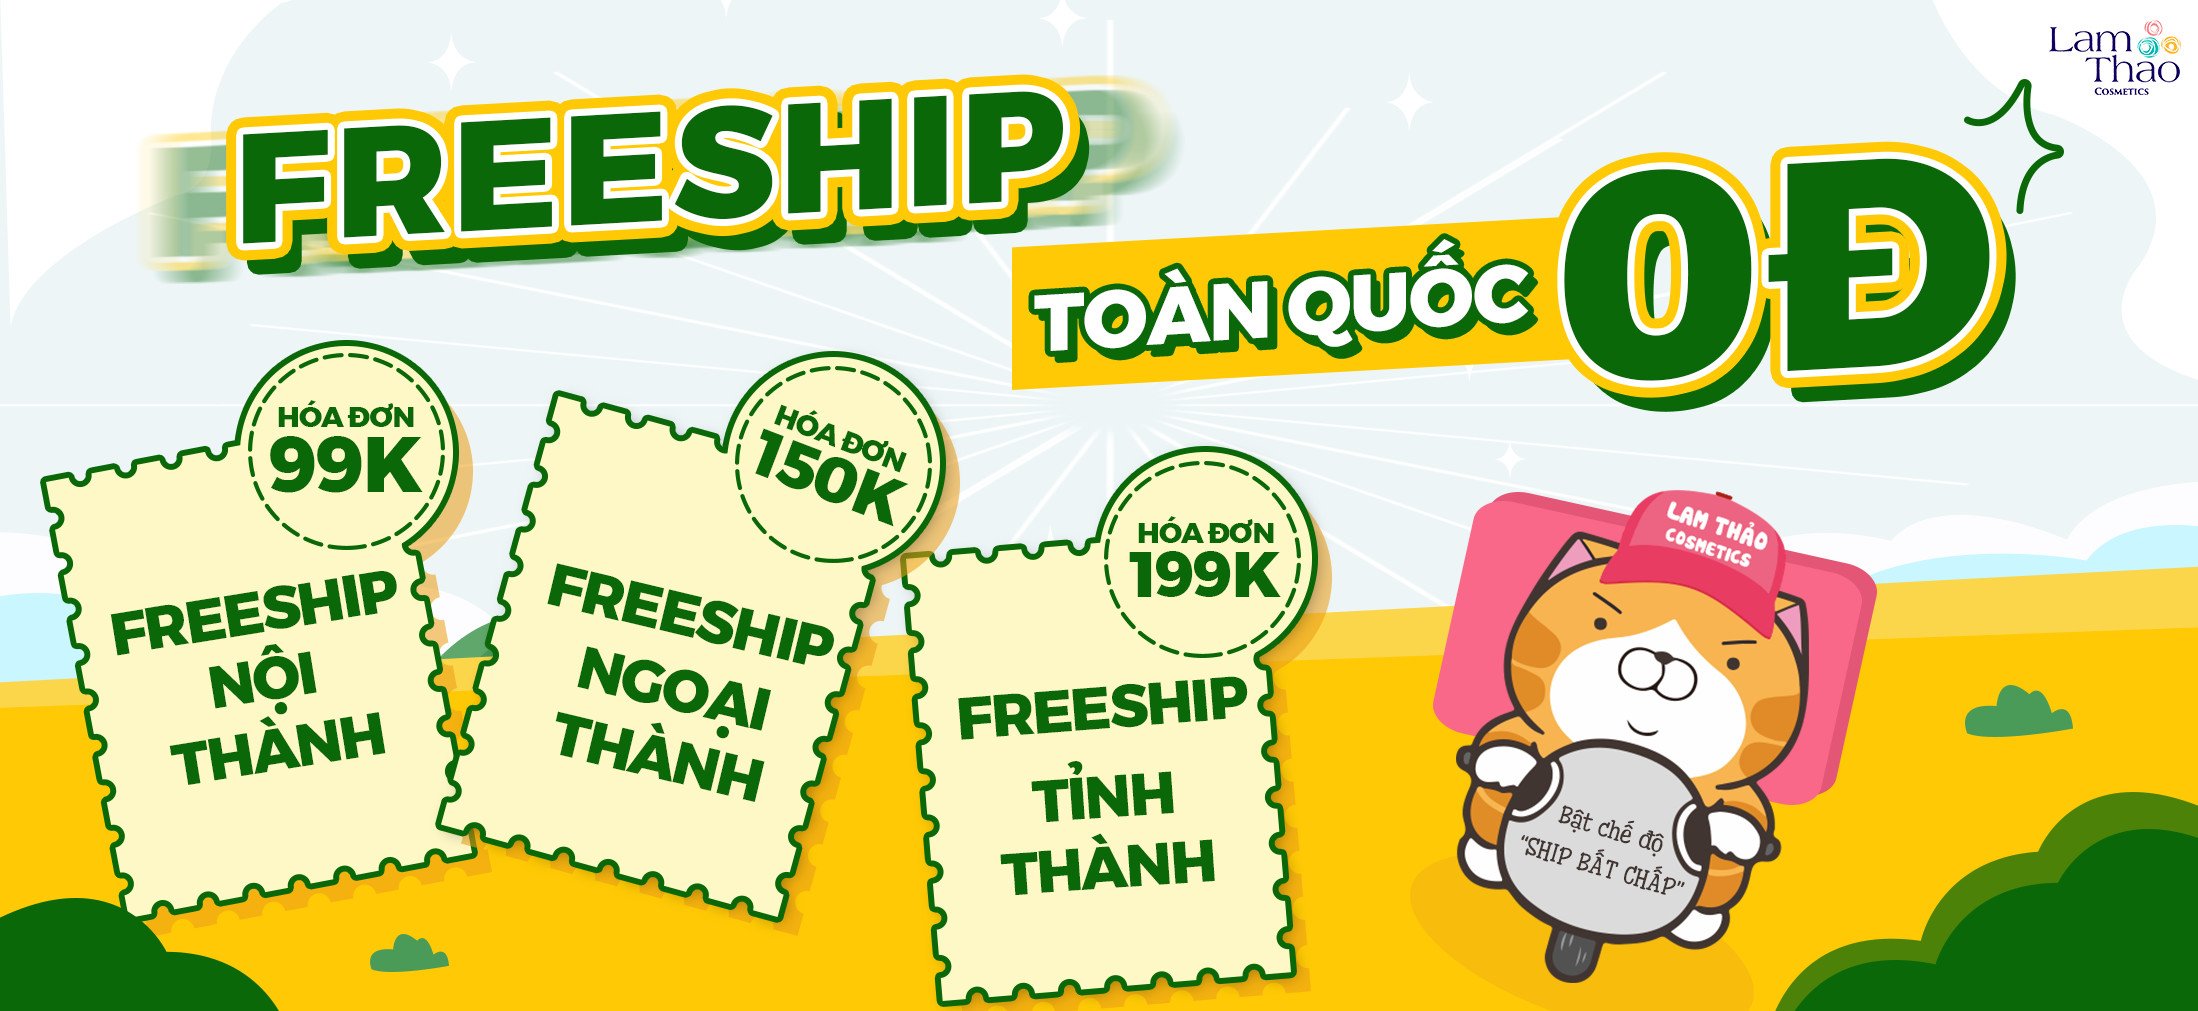 Lam
Thao
COSMETICS
FREESHIP
TOÀN QUỐC 0Đ
HÓA ĐƠN
99K
FREESHIP
NỘI
THÀNH
HÓA ĐƠN
150K
FREESHIP
NGOẠI
THÀNH
HÓA ĐƠN
199K
FREESHIP
TỈNH
THÀNH
LAM THẢO
COSMETICS
Bật chế độ
"SHIP BẤT CHẤP"